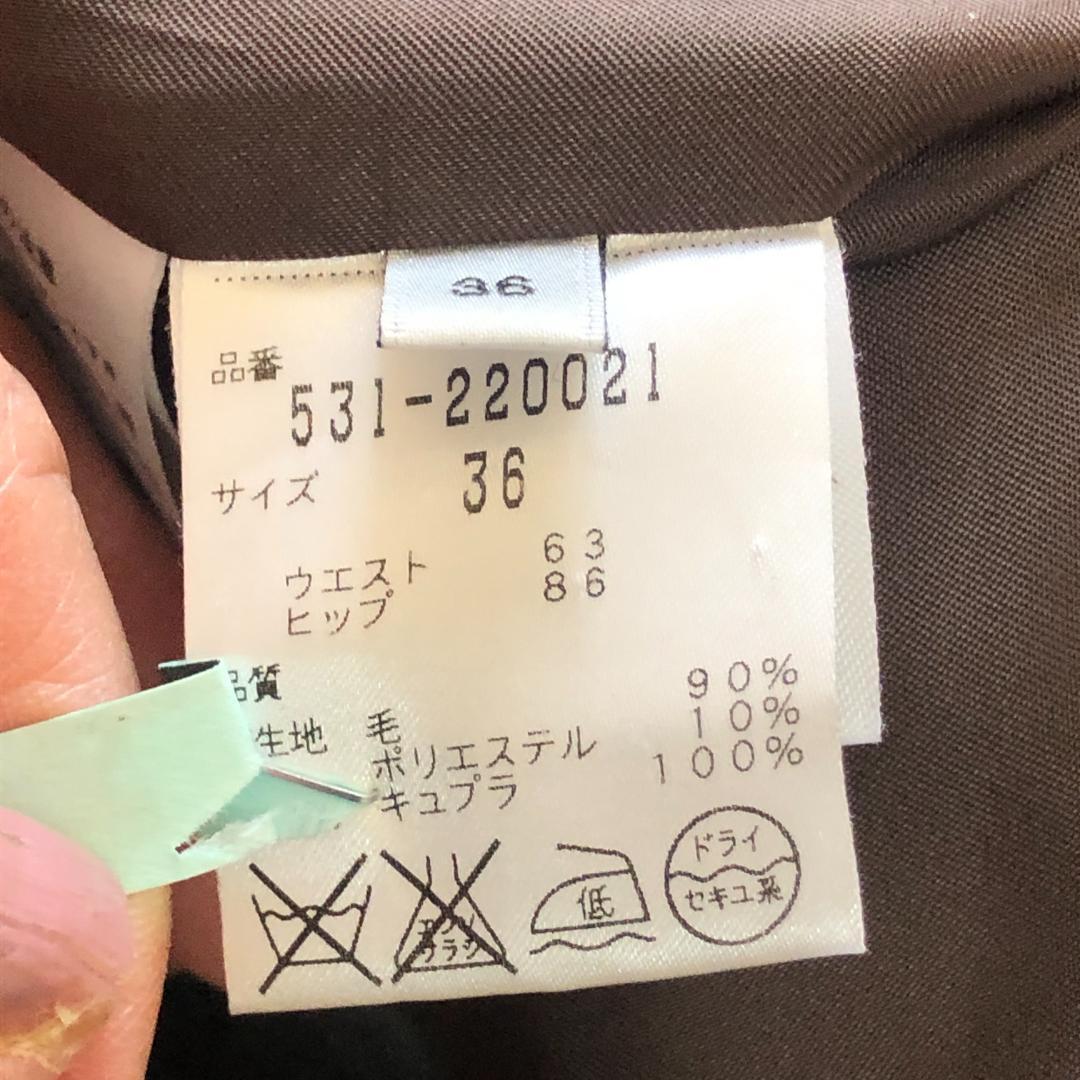 36
品番
531-220021
サイズ 36
ウエスト 63
ヒップ 86
品質
生地 毛 90%
ポリエステル 10%
キュプラ 100%
低
ドライ
セキユ系